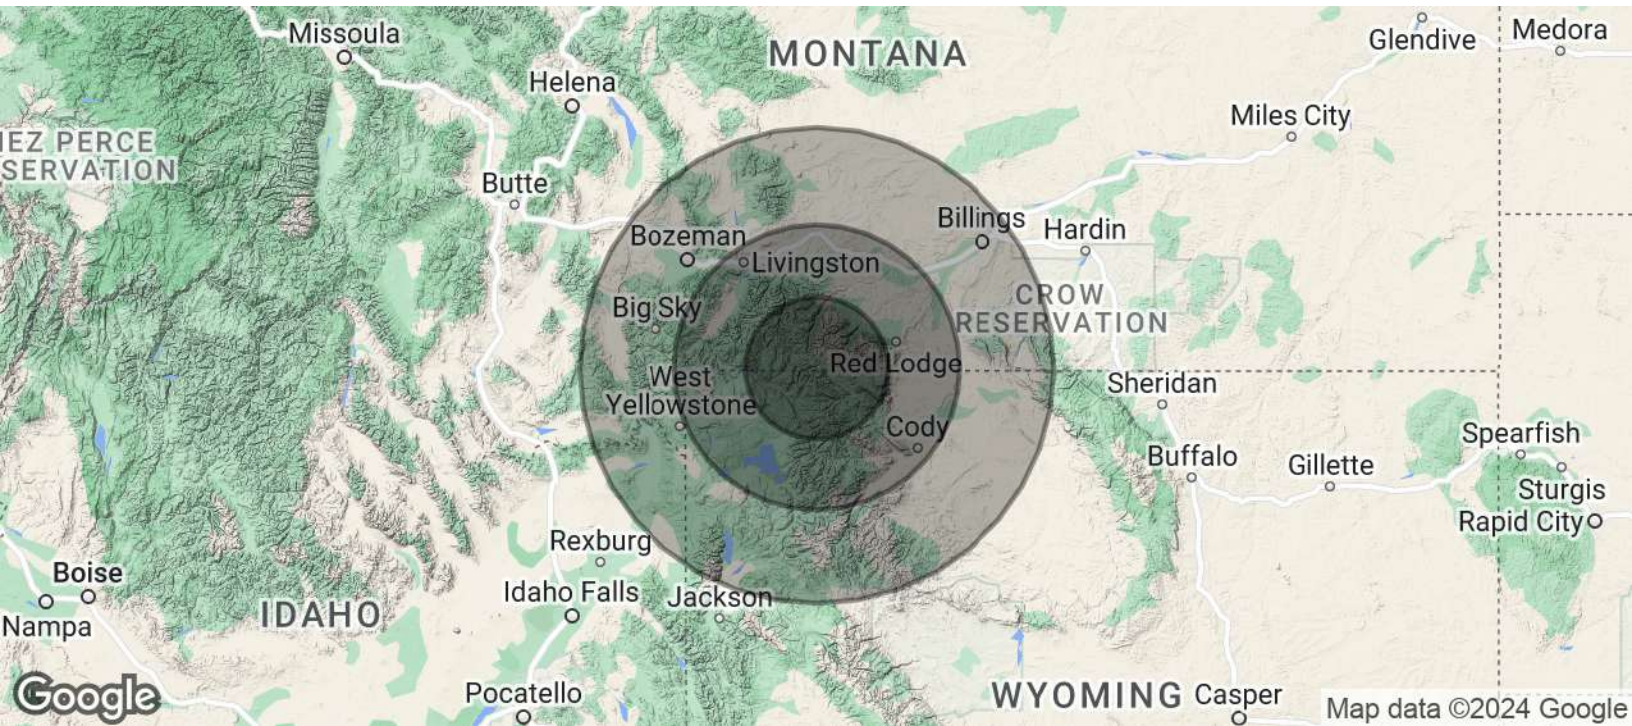 Missoula
MONTANA
Glendive
Medora
Helena
Miles City
IEZ PERCE
SERVATION
Butte
Billings
Hardin
Bozeman
Livingston
Big Sky
CROW
RESERVATION
Red Lodge
West
Yellowstone
Sheridan
Cody
Spearfish
Buffalo
Gillette
Sturgis
Rapid City
Rexburg
Boise
Idaho Falls
Jackson
IDAHO
Nampa
Google
Pocatello
WYOMING
Casper
Map data ©2024 Google